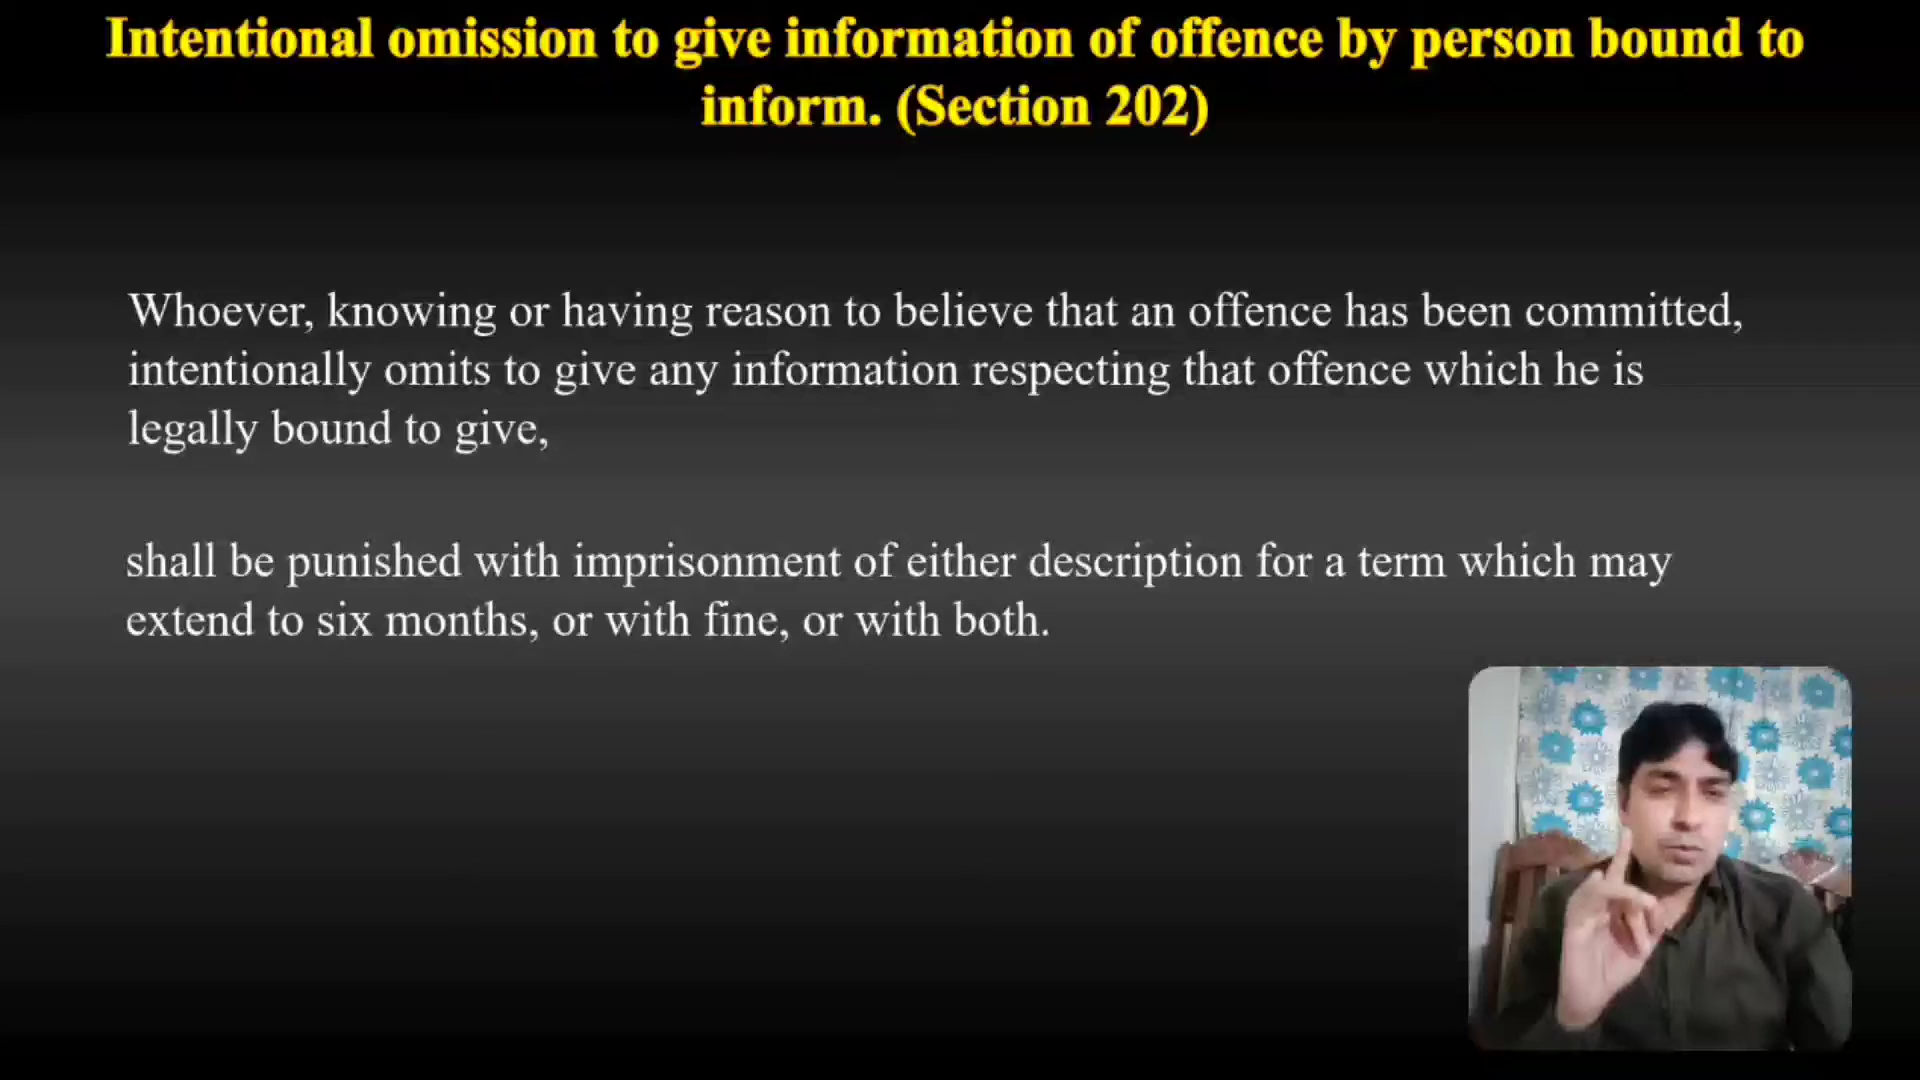 Intentional omission to give information of offence by person bound to
inform. (Section 202)
Whoever, knowing or having reason to believe that an offence has been committed,
intentionally omits to give any information respecting that offence which he is
legally bound to give,
shall be punished with imprisonment of either description for a term which may
extend to six months, or with fine, or with both.